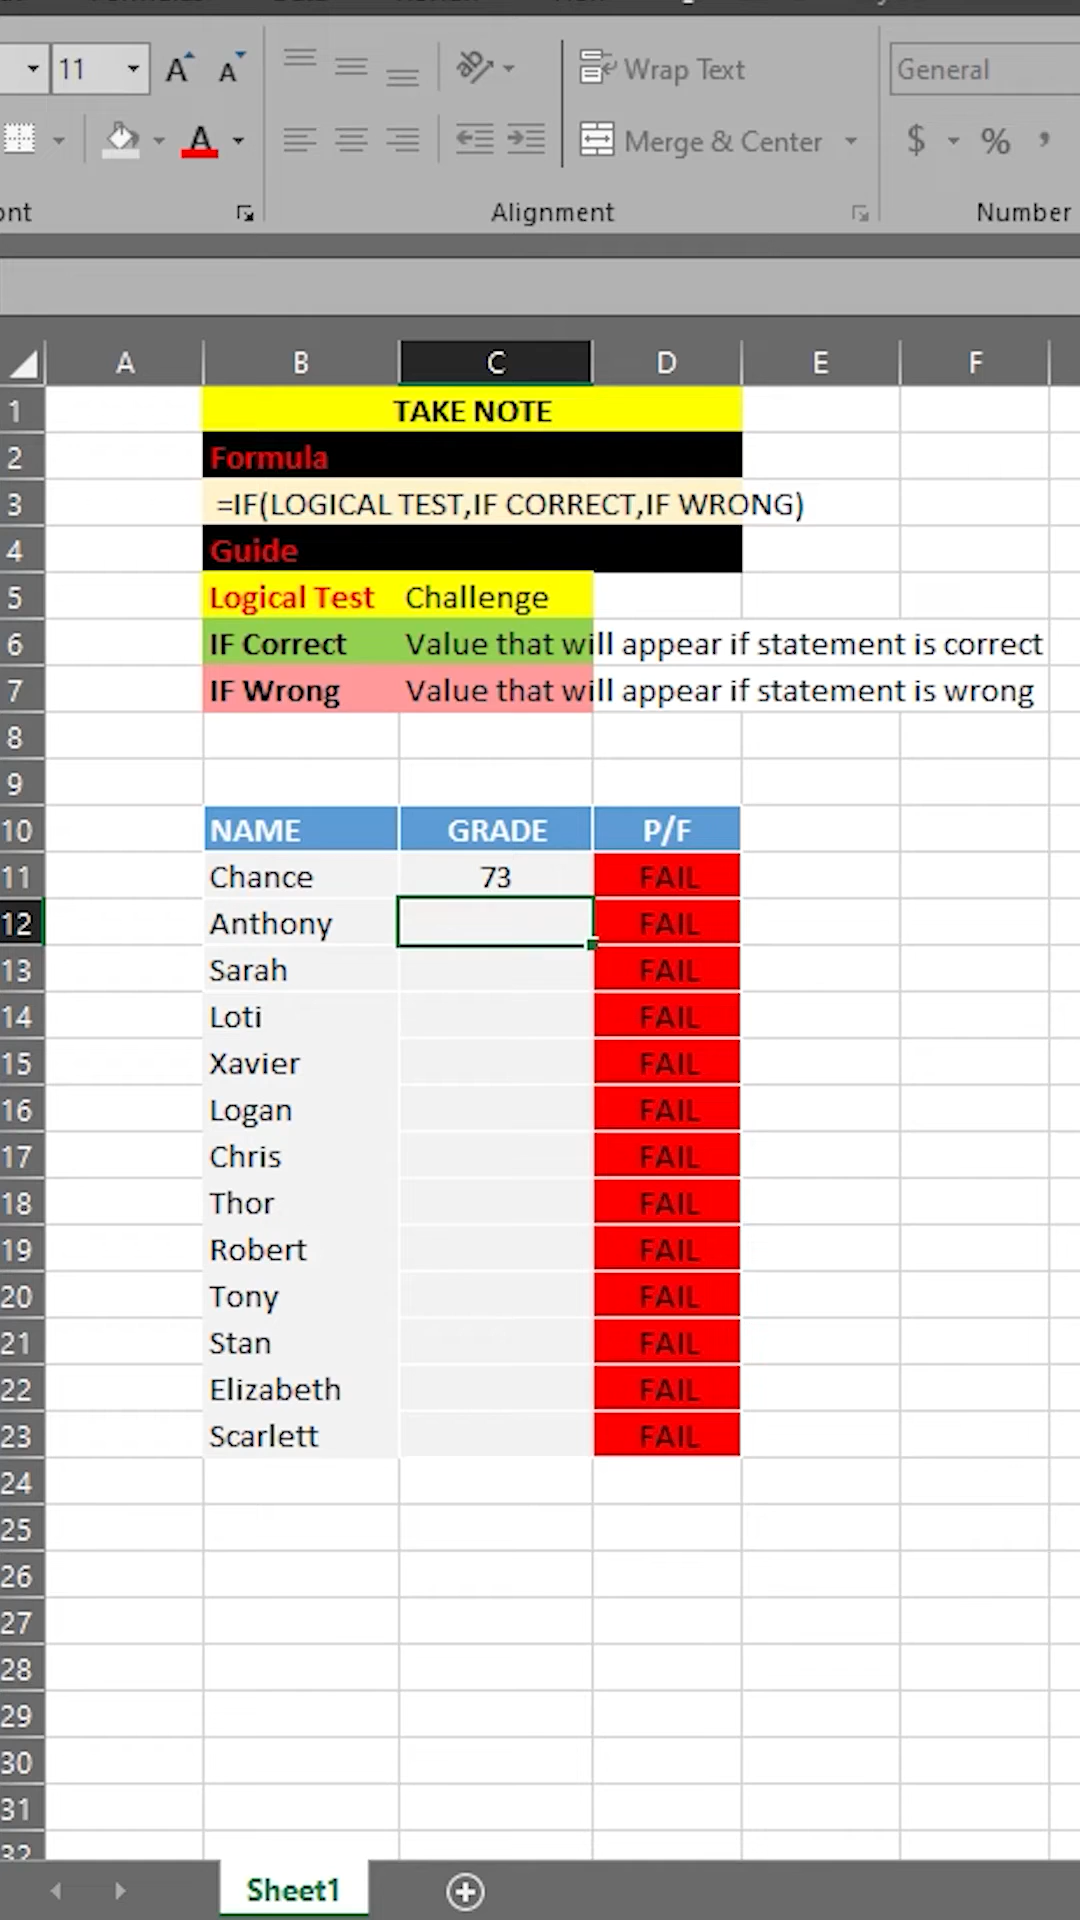 11 A A ab Wrap Text General
A Merge & Center $ % ,
Alignment Number
A B C D E F
1 TAKE NOTE
2 Formula
3 =IF(LOGICAL TEST,IF CORRECT,IF WRONG)
4 Guide
5 Logical Test Challenge
6 IF Correct Value that will appear if statement is correct
7 IF Wrong Value that will appear if statement is wrong
8
9
10 NAME GRADE P/F
11 Chance 73 FAIL
12 Anthony FAIL
13 Sarah FAIL
14 Loti FAIL
15 Xavier FAIL
16 Logan FAIL
17 Chris FAIL
18 Thor FAIL
19 Robert FAIL
20 Tony FAIL
21 Stan FAIL
22 Elizabeth FAIL
23 Scarlett FAIL
24
25
26
27
28
29
30
31
32
Sheet1